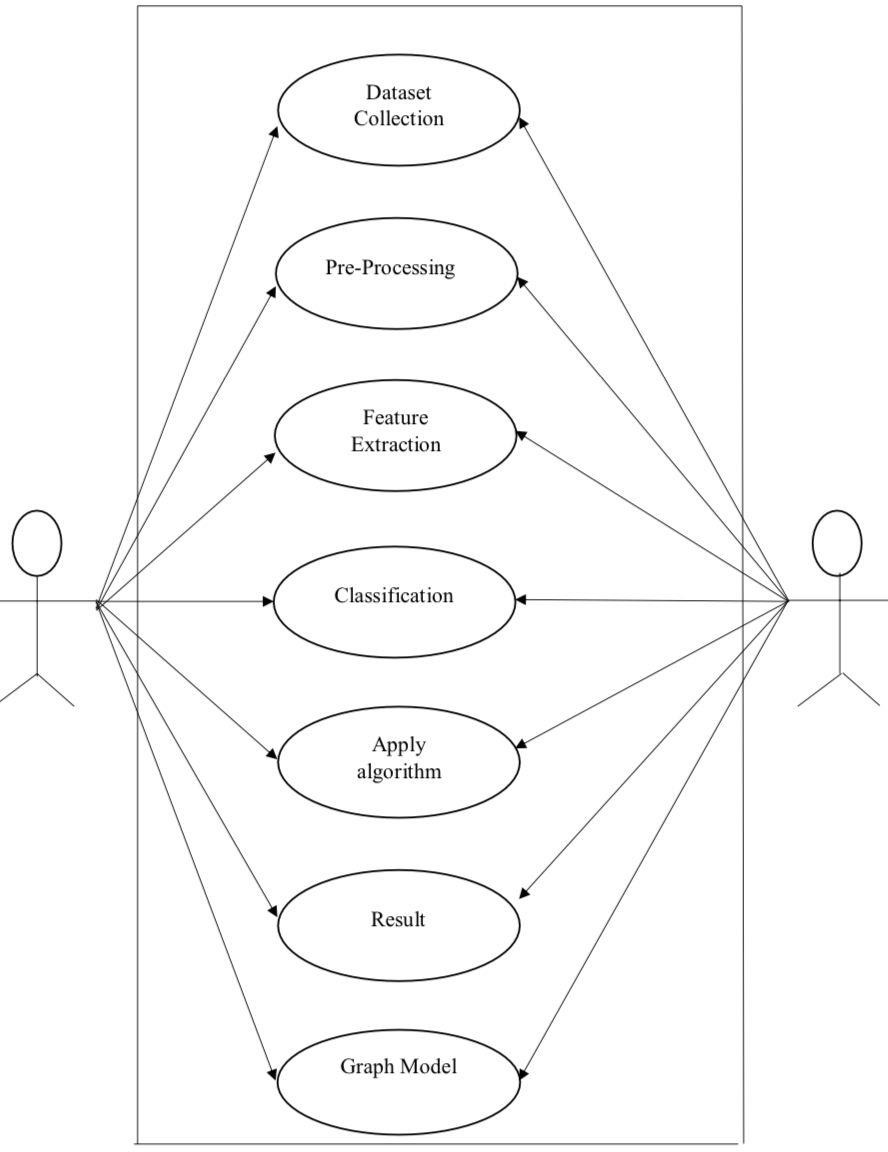 Dataset
Collection
Pre-Processing
Feature
Extraction
Classification
Apply
algorithm
Result
Graph Model